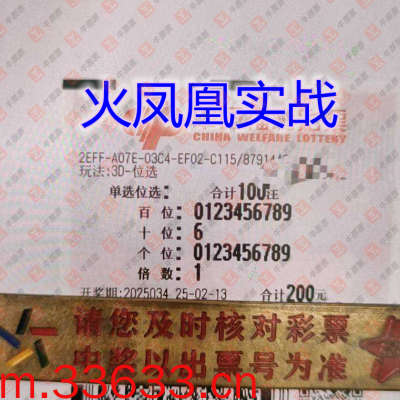 火凤凰实战
CHINA WELFARE LOTTERY
2EFF-A07E-03C4-EF02-C115/87914
玩法:3D-位选
单选位选: 合计100注
百 位: 0123456789
十 位: 6
个 位: 0123456789
倍 数: 1
开奖期:2025034 25-02-13 合计200元
请您及时核对彩票
中奖以出票号为准
m.33633.cn